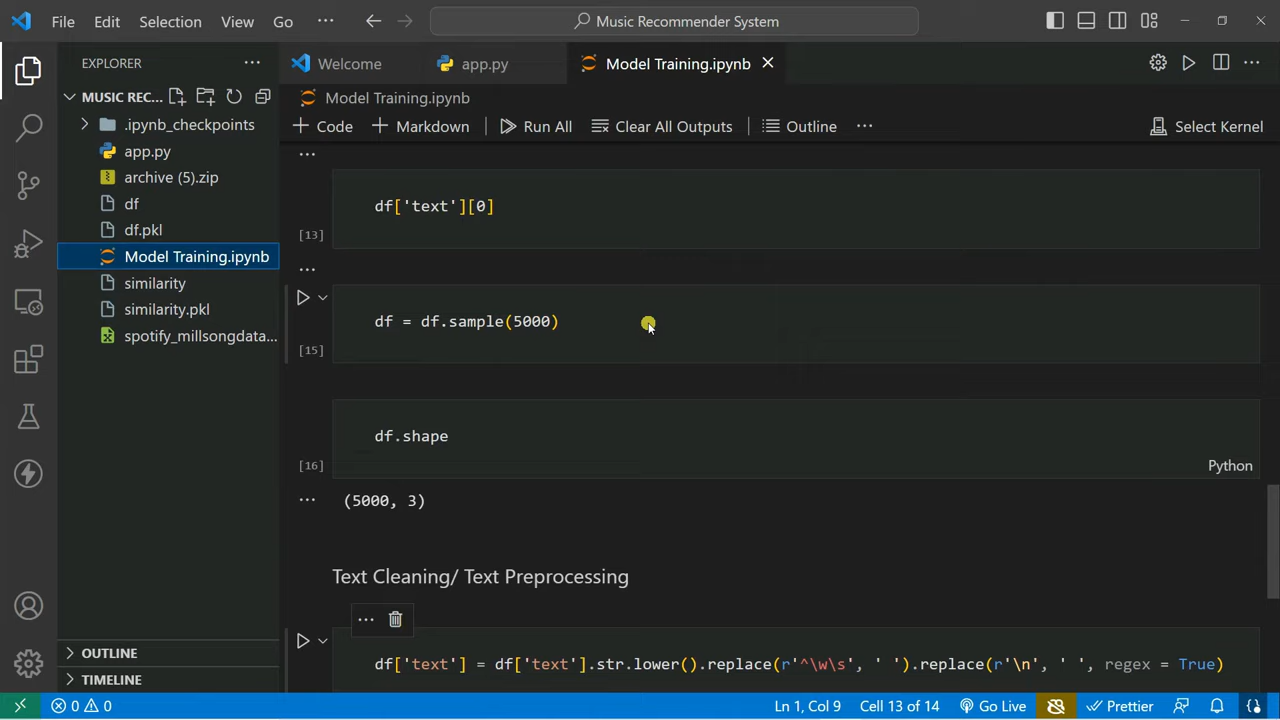 File Edit Selection View Go ··· Music Recommender System
EXPLORER ···
Welcome app.py Model Training.ipynb
MUSIC REC...
.ipynb_checkpoints
app.py
archive (5).zip
df
df.pkl
Model Training.ipynb
similarity
similarity.pkl
spotify_millsongdata...
OUTLINE
TIMELINE
Model Training.ipynb
Code Markdown Run All Clear All Outputs Outline ··· Select Kernel
···
df['text'][0]
[13]
···
df = df.sample(5000)
[15]
df.shape
[16] Python
··· (5000, 3)
Text Cleaning/ Text Preprocessing
···
df['text'] = df['text'].str.lower().replace(r'^\w\s', ' ').replace(r'\n', ' ', regex = True)
0 0 Ln 1, Col 9 Cell 13 of 14 Go Live Prettier